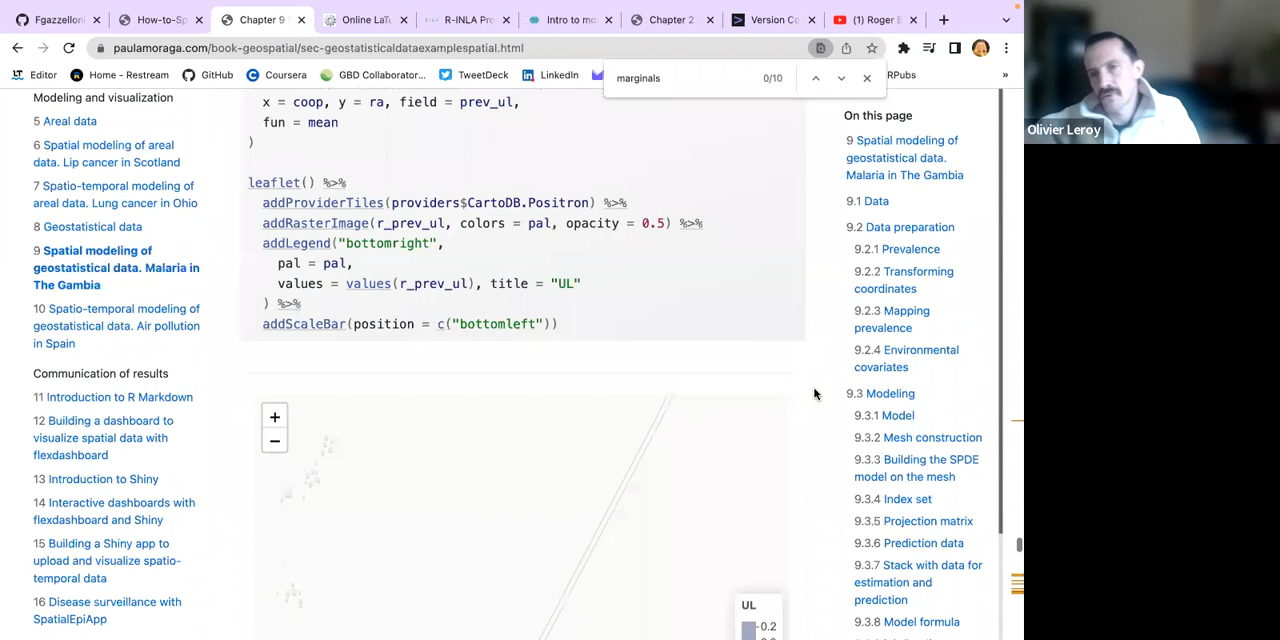 Fgazzelloni
How-to-Sp
Chapter 9
Online LaT
R-INLA Pro
Intro to mo
Chapter 2
Version Co
(1) Roger B
paulamoraga.com/book-geospatial/sec-geostatisticaldataexamplespatial.html
Editor
Home - Restream
GitHub
Coursera
GBD Collaborator...
TweetDeck
LinkedIn
RPubs
»
marginals
0/10
Olivier Leroy
Modeling and visualization
5 Areal data
6 Spatial modeling of areal
data. Lip cancer in Scotland
7 Spatio-temporal modeling of
areal data. Lung cancer in Ohio
8 Geostatistical data
9 Spatial modeling of
geostatistical data. Malaria in
The Gambia
10 Spatio-temporal modeling of
geostatistical data. Air pollution
in Spain
Communication of results
11 Introduction to R Markdown
12 Building a dashboard to
visualize spatial data with
flexdashboard
13 Introduction to Shiny
14 Interactive dashboards with
flexdashboard and Shiny
15 Building a Shiny app to
upload and visualize spatio-
temporal data
16 Disease surveillance with
SpatialEpiApp
x = coop, y = ra, field = prev_ul,
fun = mean
)
leaflet() %>%
addProviderTiles(providers$CartoDB.Positron) %>%
addRasterImage(r_prev_ul, colors = pal, opacity = 0.5) %>%
addLegend("bottomright",
pal = pal,
values = values(r_prev_ul), title = "UL"
) %>%
addScaleBar(position = c("bottomleft"))
+
−
UL
0.2
On this page
9 Spatial modeling of
geostatistical data.
Malaria in The Gambia
9.1 Data
9.2 Data preparation
9.2.1 Prevalence
9.2.2 Transforming
coordinates
9.2.3 Mapping
prevalence
9.2.4 Environmental
covariates
9.3 Modeling
9.3.1 Model
9.3.2 Mesh construction
9.3.3 Building the SPDE
model on the mesh
9.3.4 Index set
9.3.5 Projection matrix
9.3.6 Prediction data
9.3.7 Stack with data for
estimation and
prediction
9.3.8 Model formula